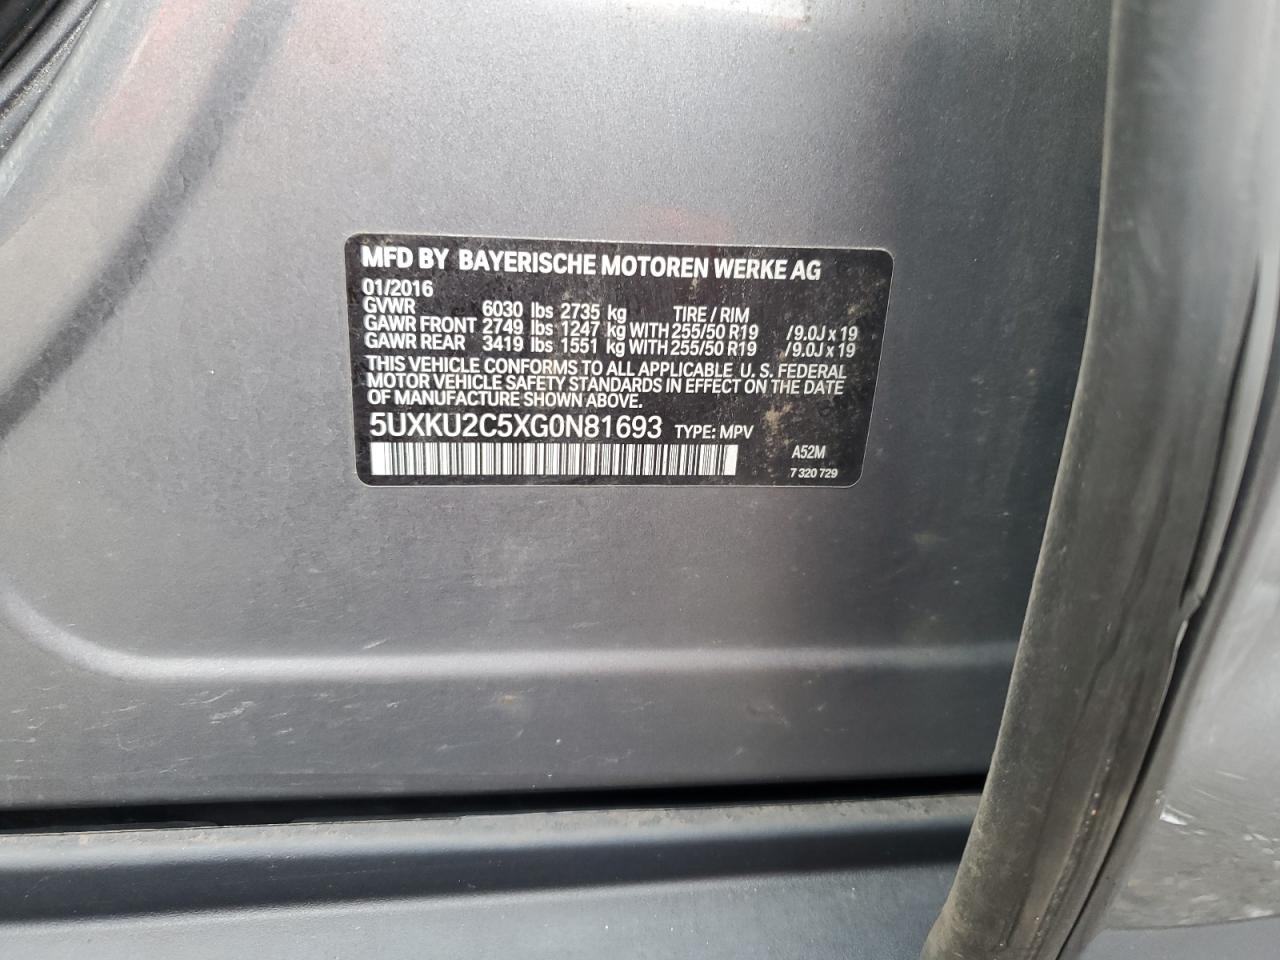 MFD BY BAYERISCHE MOTOREN WERKE AG
01/2016
GVWR 6030 lbs 2735 kg TIRE / RIM
GAWR FRONT 2749 lbs 1247 kg WITH 255/50 R19 /9.0J x 19
GAWR REAR 3419 lbs 1551 kg WITH 255/50 R19 /9.0J x 19
THIS VEHICLE CONFORMS TO ALL APPLICABLE U. S. FEDERAL
MOTOR VEHICLE SAFETY STANDARDS IN EFFECT ON THE DATE
OF MANUFACTURE SHOWN ABOVE.
5UXKU2C5XG0N81693 TYPE: MPV
A52M
7 320 729